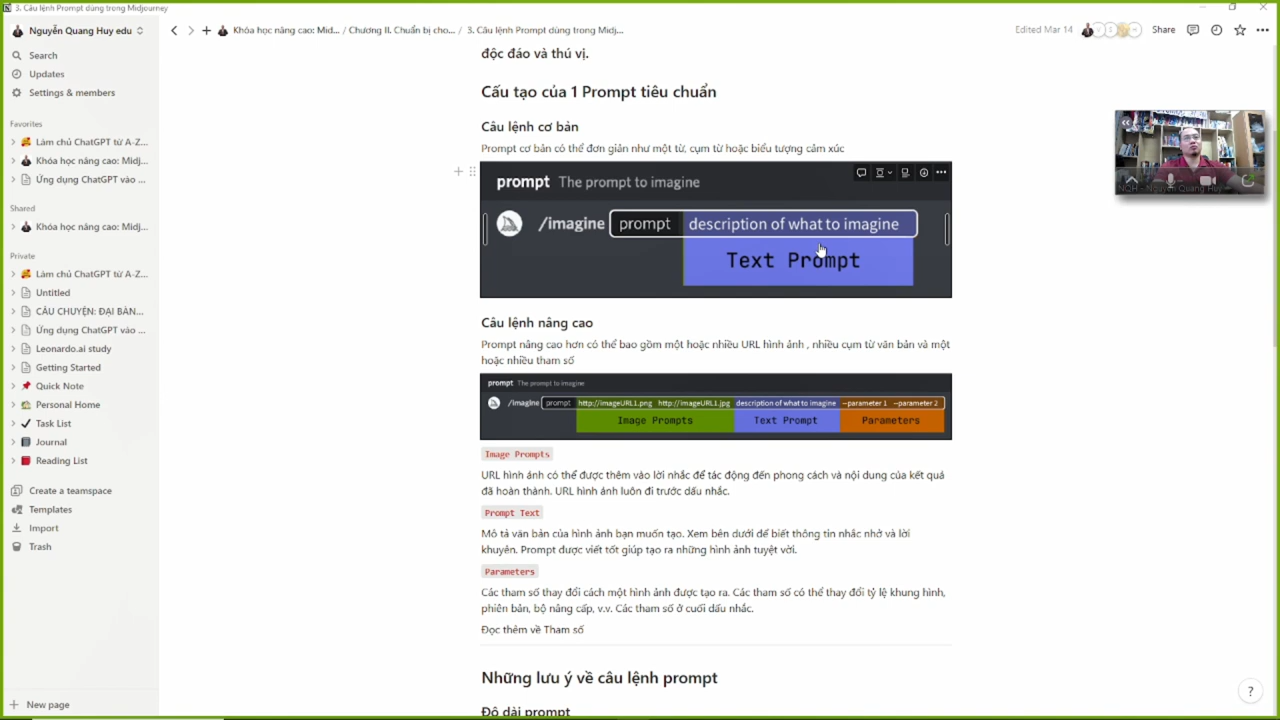 3. Câu lệnh Prompt dùng trong Midjourney
Nguyễn Quang Huy edu
Khóa học nâng cao: Mid... / Chương II. Chuẩn bị cho... / 3. Câu lệnh Prompt dùng trong Midj...
Edited Mar 14
Share
Search
Updates
Settings & members
Favorites
Làm chủ ChatGPT từ A-Z...
Khóa học nâng cao: Midj...
Ứng dụng ChatGPT vào ...
Shared
Khóa học nâng cao: Midj...
Private
Làm chủ ChatGPT từ A-Z...
Untitled
CÂU CHUYỆN: ĐẠI BÀN...
Ứng dụng ChatGPT vào ...
Leonardo.ai study
Getting Started
Quick Note
Personal Home
Task List
Journal
Reading List
Create a teamspace
Templates
Import
Trash
New page
độc đáo và thú vị.
Cấu tạo của 1 Prompt tiêu chuẩn
Câu lệnh cơ bản
Prompt cơ bản có thể đơn giản như một từ, cụm từ hoặc biểu tượng cảm xúc
prompt The prompt to imagine
/imagine prompt description of what to imagine
Text Prompt
Câu lệnh nâng cao
Prompt nâng cao hơn có thể bao gồm một hoặc nhiều URL hình ảnh , nhiều cụm từ văn bản và một
hoặc nhiều tham số
prompt The prompt to imagine
/imagine prompt http://imageURL1.png http://imageURL1.jpg description of what to imagine --parameter 1 --parameter 2
Image Prompts Text Prompt Parameters
Image Prompts
URL hình ảnh có thể được thêm vào lời nhắc để tác động đến phong cách và nội dung của kết quả
đã hoàn thành. URL hình ảnh luôn đi trước dấu nhắc.
Prompt Text
Mô tả văn bản của hình ảnh bạn muốn tạo. Xem bên dưới để biết thông tin nhắc nhở và lời
khuyên. Prompt được viết tốt giúp tạo ra những hình ảnh tuyệt vời.
Parameters
Các tham số thay đổi cách một hình ảnh được tạo ra. Các tham số có thể thay đổi tỷ lệ khung hình,
phiên bản, bộ nâng cấp, v.v. Các tham số ở cuối dấu nhắc.
Đọc thêm về Tham số
Những lưu ý về câu lệnh prompt
Độ dài prompt
NQH - Nguyễn Quang Huy
?